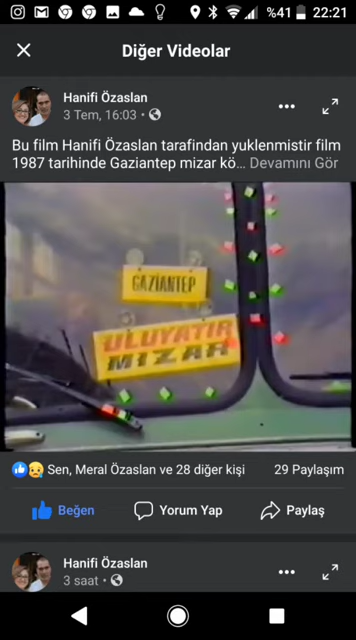 %41 22:21
Diğer Videolar
Hanifi Özaslan
3 Tem, 16:03 ·
Bu film Hanifi Özaslan tarafindan yuklenmistir film
1987 tarihinde Gaziantep mizar kö... Devamını Gör
GAZİANTEP
ULUYATIR
MIZAR
Sen, Meral Özaslan ve 28 diğer kişi 29 Paylaşım
Beğen Yorum Yap Paylaş
Hanifi Özaslan
3 saat ·